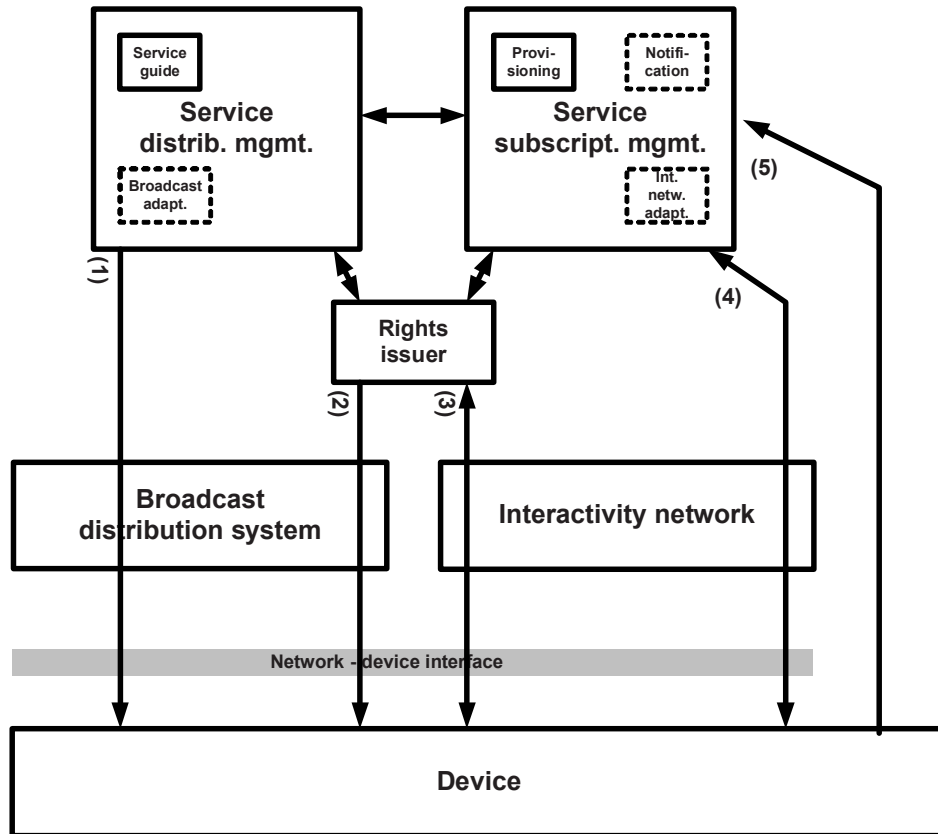 Service
guide
Service
distrib. mgmt.
Broadcast
adapt.
Provi-
sioning
Notifi-
cation
Service
subscript. mgmt.
Int.
netw.
adapt.
(5)
(1)
(4)
Rights
issuer
(2)
(3)
Broadcast
distribution system
Interactivity network
Network - device interface
Device